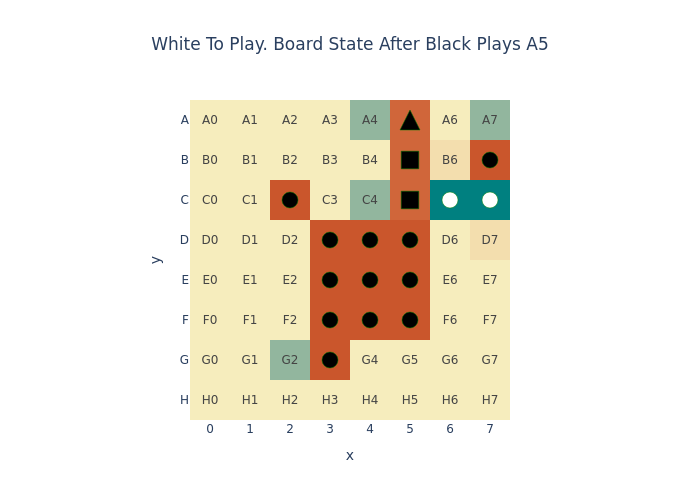 White To Play. Board State After Black Plays A5
A A0 A1 A2 A3 A4 A6 A7
B B0 B1 B2 B3 B4 B6
C C0 C1 C3 C4
D D0 D1 D2 D6 D7
y
E E0 E1 E2 E6 E7
F F0 F1 F2 F6 F7
G G0 G1 G2 G4 G5 G6 G7
H H0 H1 H2 H3 H4 H5 H6 H7
0 1 2 3 4 5 6 7
x